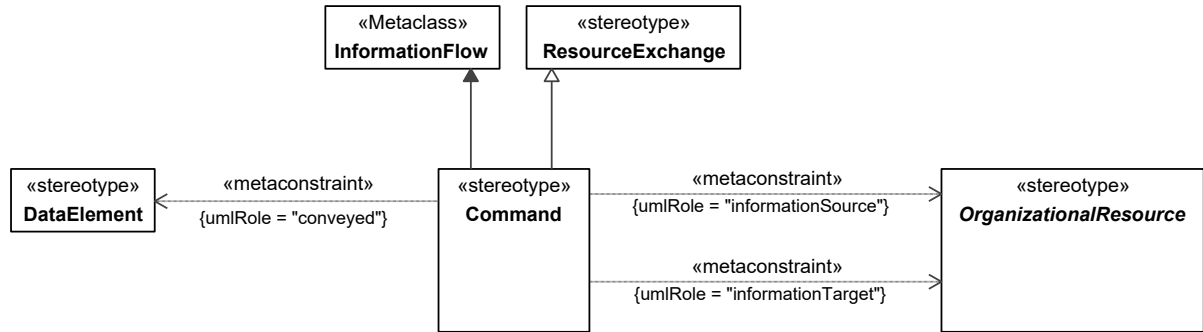 «Metaclass»
InformationFlow
«stereotype»
ResourceExchange
«stereotype»
DataElement
«metaconstraint»
{umlRole = "conveyed"}
«stereotype»
Command
«metaconstraint»
{umlRole = "informationSource"}
«metaconstraint»
{umlRole = "informationTarget"}
«stereotype»
OrganizationalResource